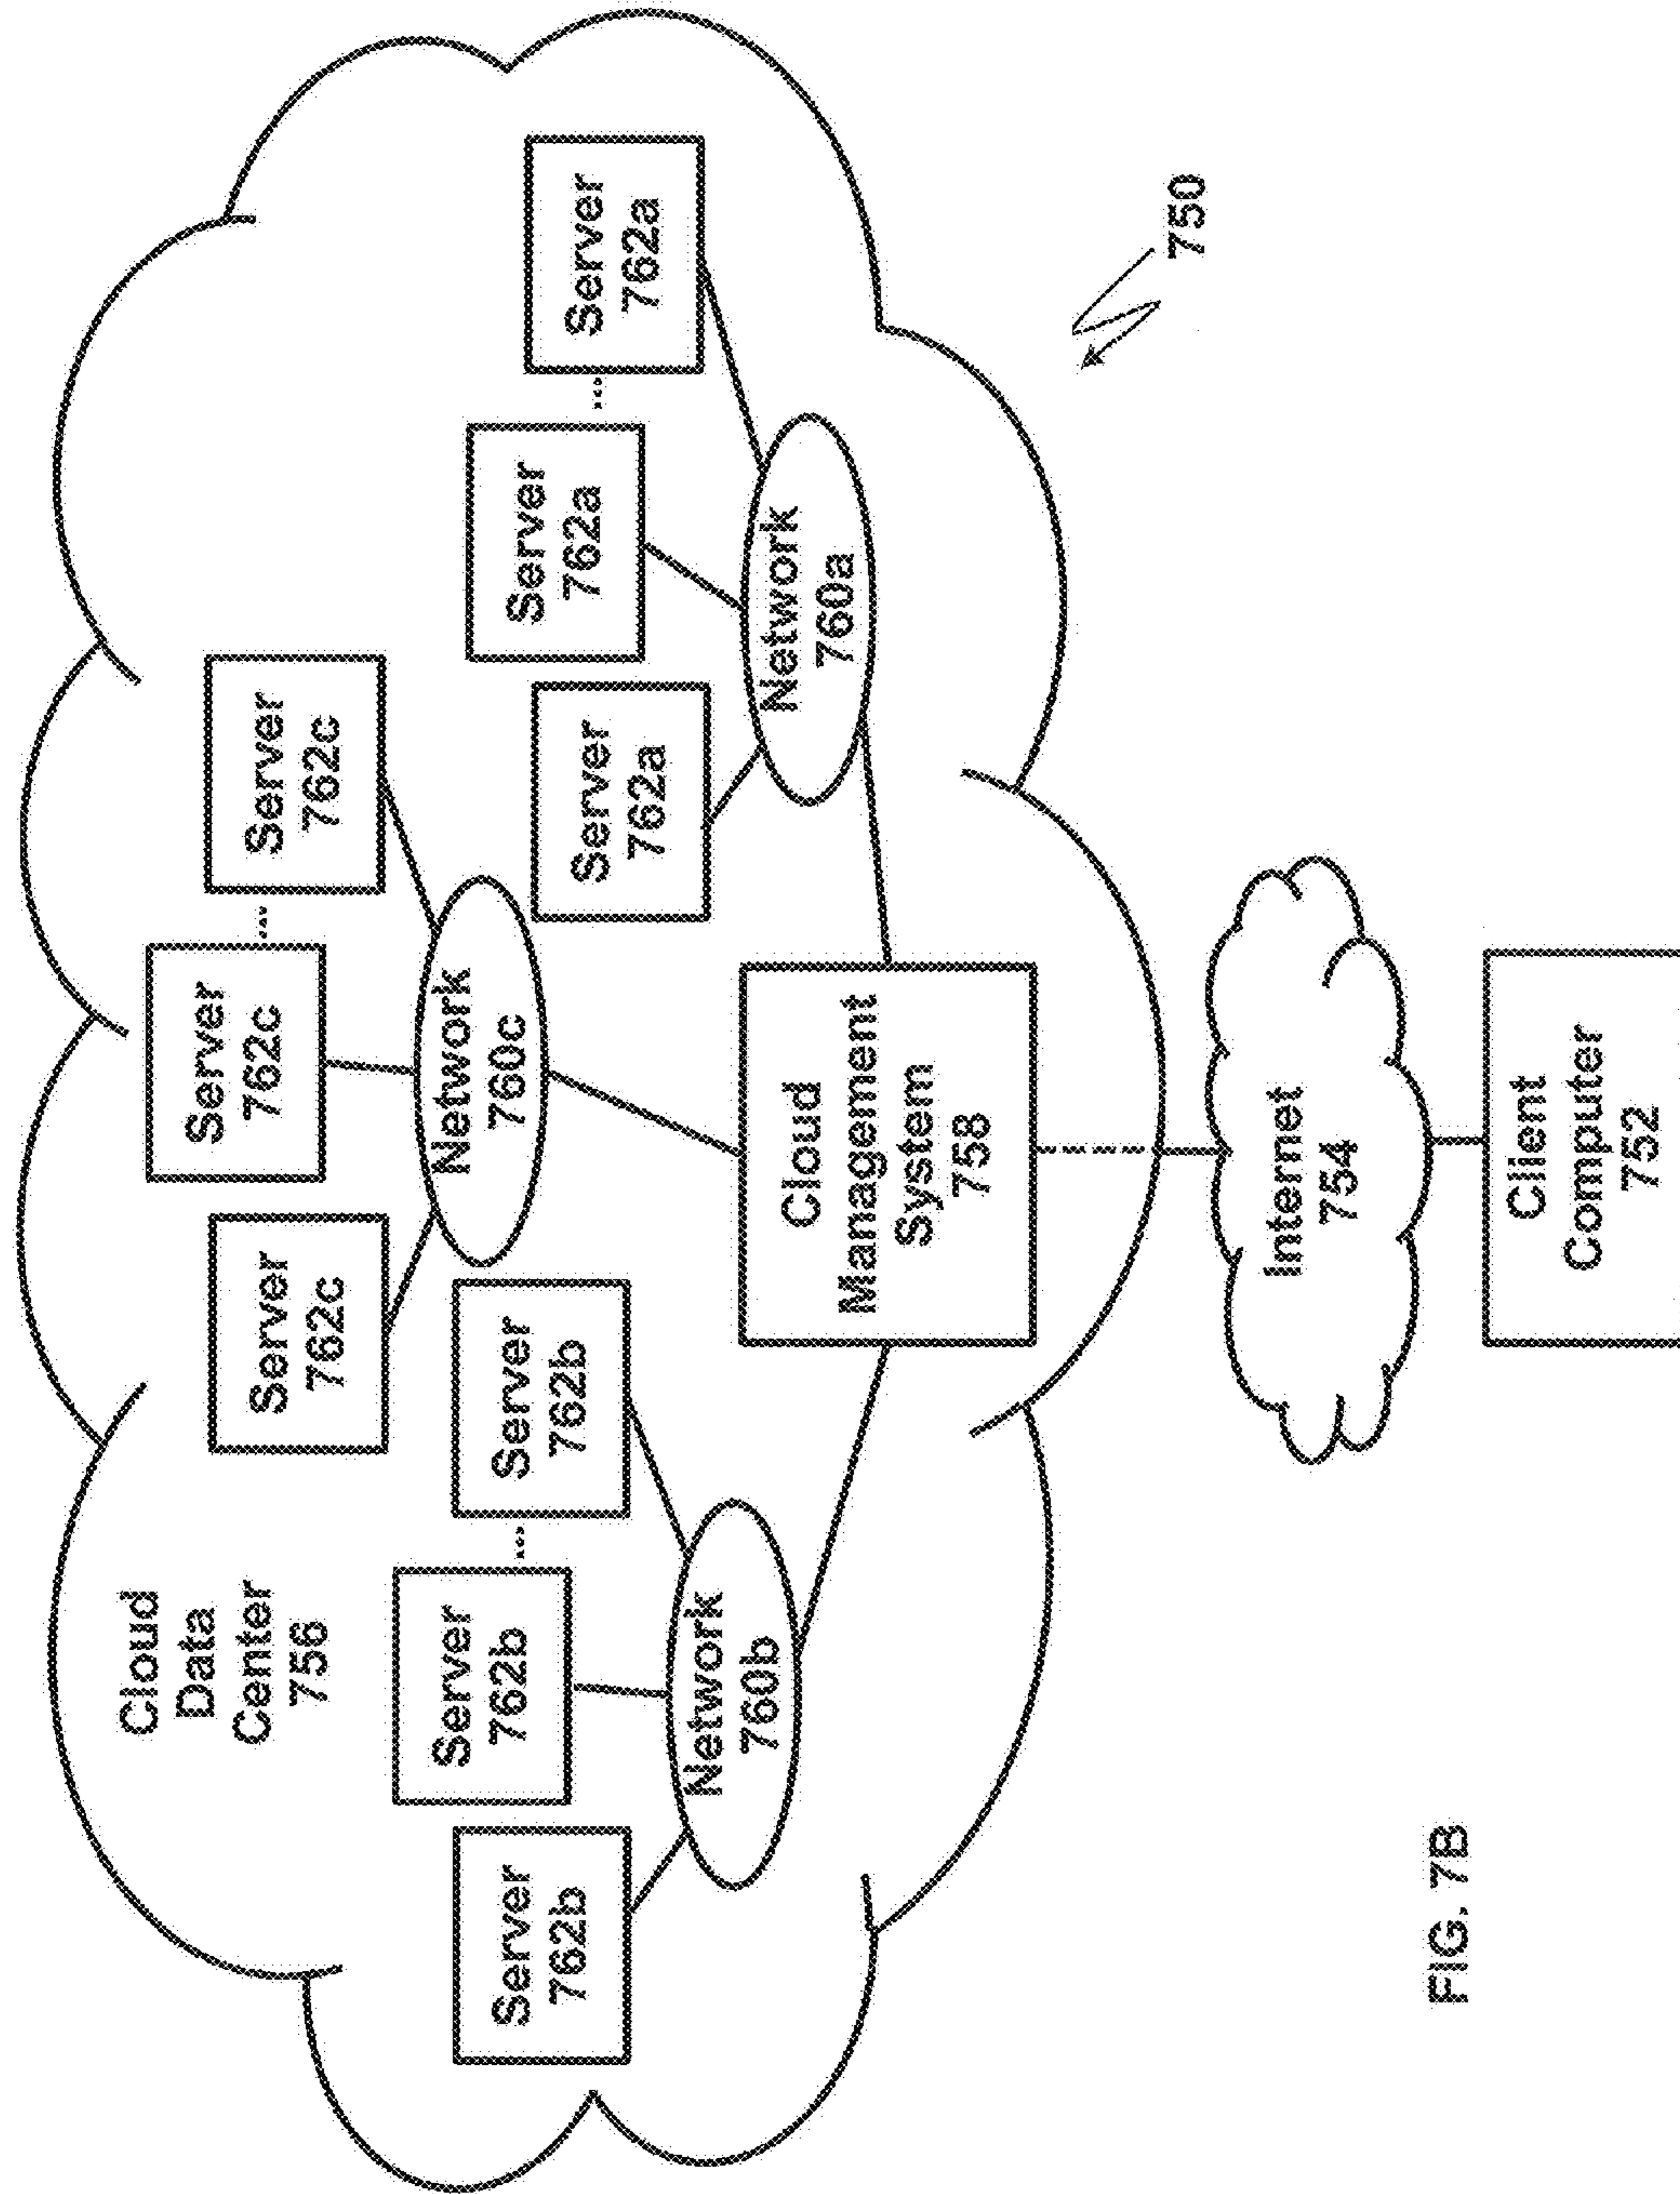 Cloud
Data
Center
756
Server
762c
Server
762c
...
Server
762c
Server
762b
Server
762b
...
Server
762b
Network
760c
Server
762a
Server
762a
...
Server
762a
Network
760b
Network
760a
Cloud
Management
System
758
750
Internet
754
Client
Computer
752
FIG. 7B